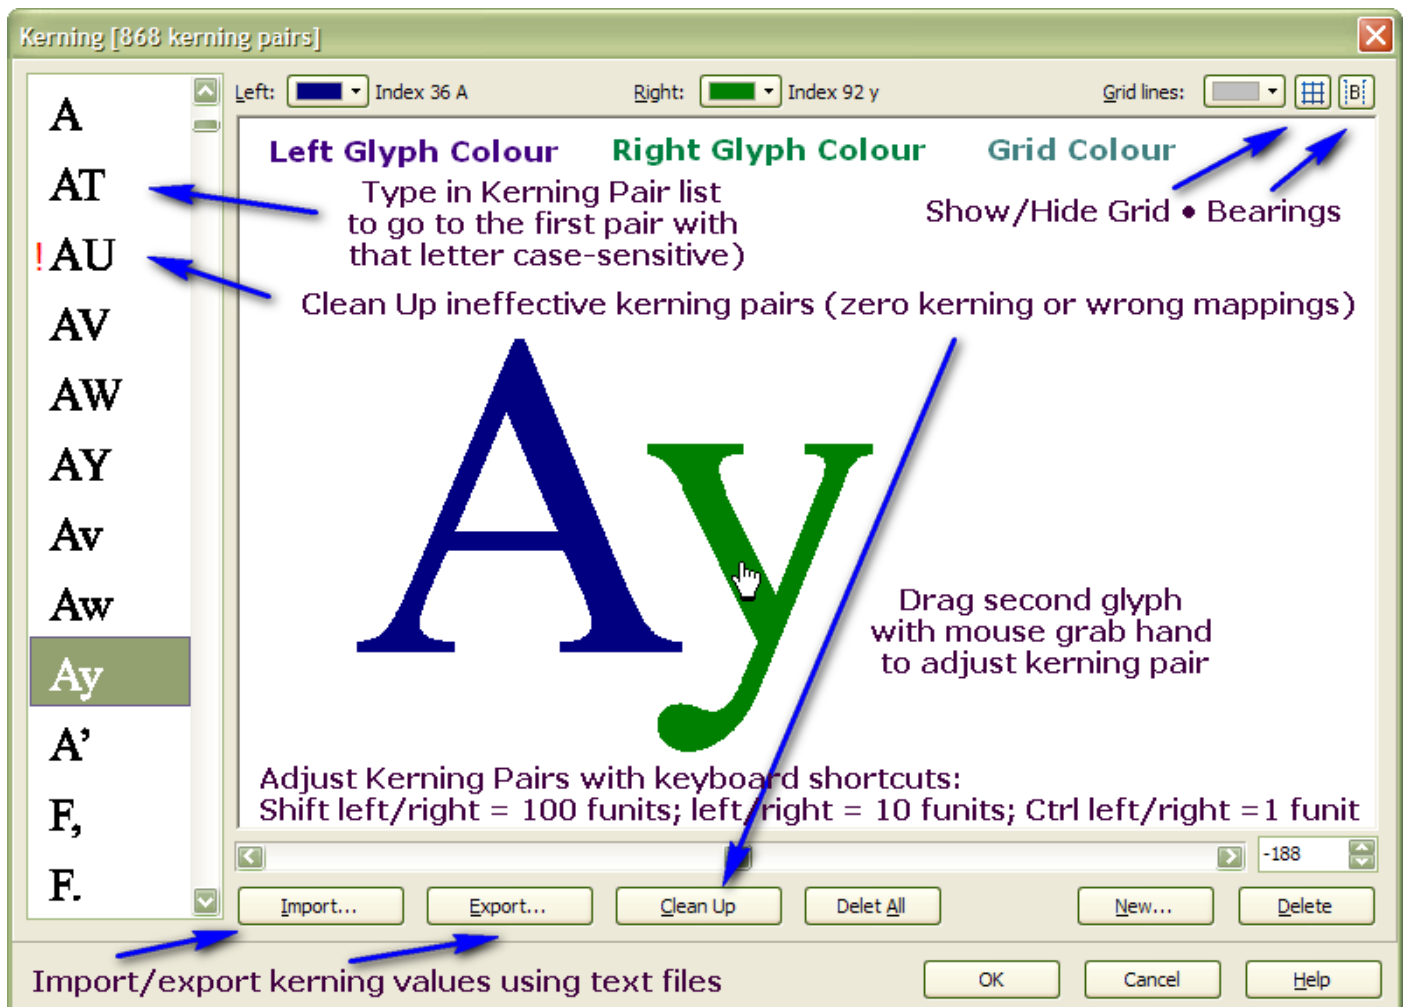 Kerning [868 kerning pairs]
Left: Index 36 A Right: Index 92 y Grid lines: B
Left Glyph Colour Right Glyph Colour Grid Colour
Type in Kerning Pair list
to go to the first pair with
that letter case-sensitive)
Show/Hide Grid • Bearings
Clean Up ineffective kerning pairs (zero kerning or wrong mappings)
A
AT
!AU
AV
AW
AY
Av
Aw
Ay
A’
F,
F.
Ay
Drag second glyph
with mouse grab hand
to adjust kerning pair
Adjust Kerning Pairs with keyboard shortcuts:
Shift left/right = 100 funits; left/right = 10 funits; Ctrl left/right =1 funit
-188
Import... Export... Clean Up Delet All New... Delete
Import/export kerning values using text files
OK Cancel Help